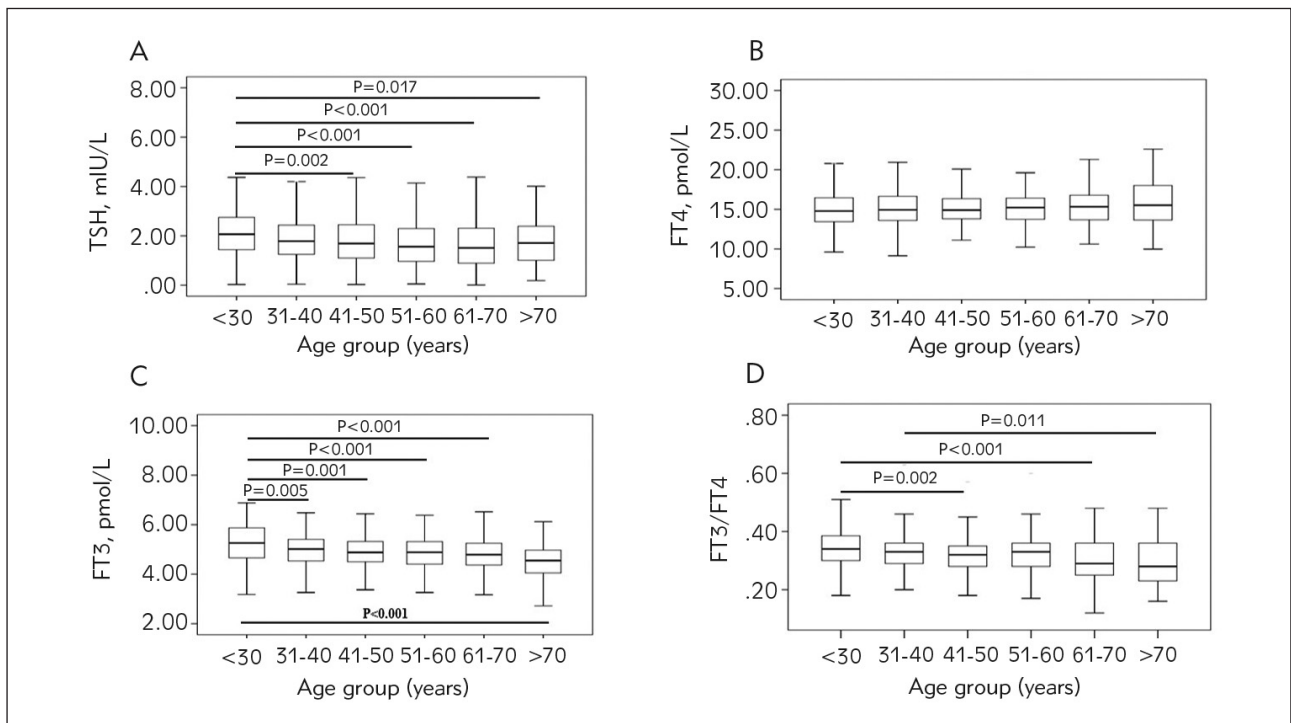 A
TSH, mIU/L
8.00
6.00
4.00
2.00
.00
P=0.017
P<0.001
P<0.001
P=0.002
<30 31-40 41-50 51-60 61-70 >70
Age group (years)
B
FT4, pmol/L
30.00
25.00
20.00
15.00
10.00
5.00
<30 31-40 41-50 51-60 61-70 >70
Age group (years)
C
FT3, pmol/L
10.00
8.00
6.00
4.00
2.00
P<0.001
P<0.001
P=0.001
P=0.005
P<0.001
<30 31-40 41-50 51-60 61-70 >70
Age group (years)
D
FT3/FT4
.80
.60
.40
.20
P=0.011
P<0.001
P=0.002
<30 31-40 41-50 51-60 61-70 >70
Age group (years)